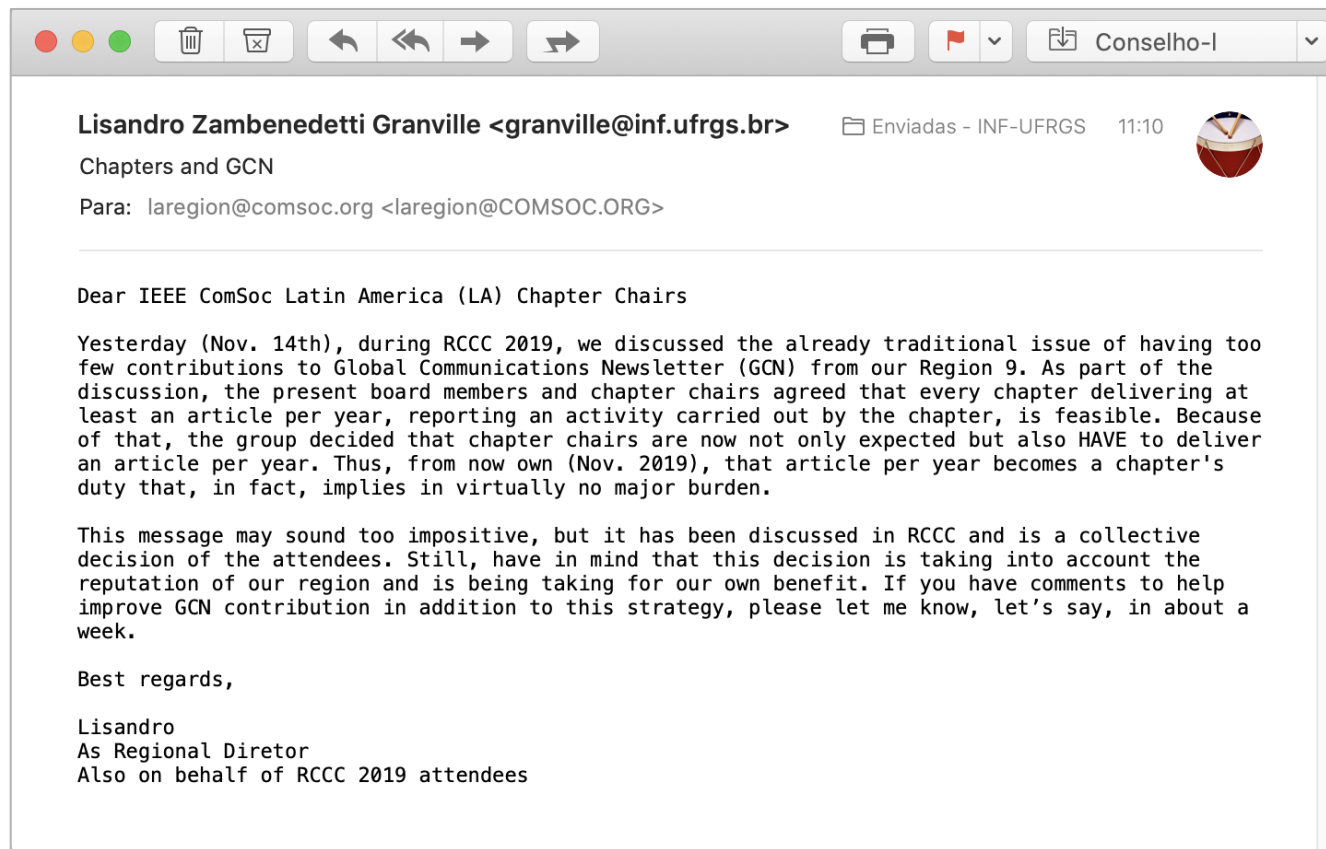 Conselho-I
Lisandro Zambenedetti Granville <granville@inf.ufrgs.br>
Enviadas - INF-UFRGS
11:10
Chapters and GCN
Para: laregion@comsoc.org <laregion@COMSOC.ORG>
Dear IEEE ComSoc Latin America (LA) Chapter Chairs
Yesterday (Nov. 14th), during RCCC 2019, we discussed the already traditional issue of having too
few contributions to Global Communications Newsletter (GCN) from our Region 9. As part of the
discussion, the present board members and chapter chairs agreed that every chapter delivering at
least an article per year, reporting an activity carried out by the chapter, is feasible. Because
of that, the group decided that chapter chairs are now not only expected but also HAVE to deliver
an article per year. Thus, from now own (Nov. 2019), that article per year becomes a chapter's
duty that, in fact, implies in virtually no major burden.
This message may sound too impositive, but it has been discussed in RCCC and is a collective
decision of the attendees. Still, have in mind that this decision is taking into account the
reputation of our region and is being taking for our own benefit. If you have comments to help
improve GCN contribution in addition to this strategy, please let me know, let’s say, in about a
week.
Best regards,
Lisandro
As Regional Diretor
Also on behalf of RCCC 2019 attendees